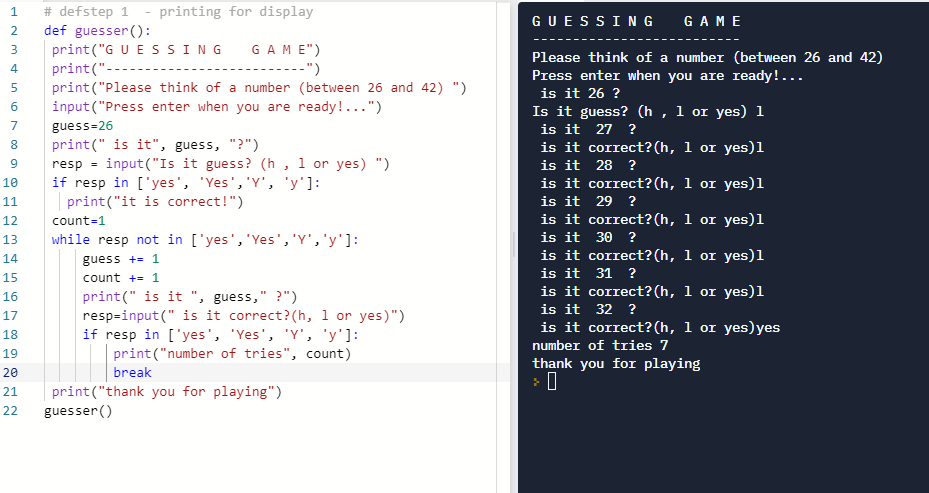 1 # defstep 1  - printing for display
2 def guesser():
3  print("G U E S S I N G    G A M E")
4  print("--------------------------")
5  print("Please think of a number (between 26 and 42) ")
6  input("Press enter when you are ready!...")
7  guess=26
8  print(" is it", guess, "?")
9  resp = input("Is it guess? (h , l or yes) ")
10  if resp in ['yes', 'Yes','Y', 'y']:
11    print("it is correct!")
12  count=1
13  while resp not in ['yes','Yes','Y','y']:
14      guess += 1
15      count += 1
16      print(" is it ", guess," ?")
17      resp=input(" is it correct?(h, l or yes)")
18      if resp in ['yes', 'Yes', 'Y', 'y']:
19          print("number of tries", count)
20          break
21  print("thank you for playing")
22 guesser()
G U E S S I N G    G A M E
--------------------------
Please think of a number (between 26 and 42)
Press enter when you are ready!...
 is it 26 ?
Is it guess? (h , l or yes) l
 is it  27  ?
 is it correct?(h, l or yes)l
 is it  28  ?
 is it correct?(h, l or yes)l
 is it  29  ?
 is it correct?(h, l or yes)l
 is it  30  ?
 is it correct?(h, l or yes)l
 is it  31  ?
 is it correct?(h, l or yes)l
 is it  32  ?
 is it correct?(h, l or yes)yes
number of tries 7
thank you for playing